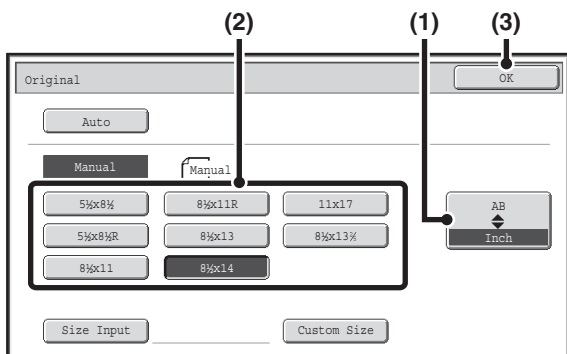 (2) (1) (3)
Original OK
Auto
Manual Manual
5½x8½ 8½x11R 11x17 AB
5½x8½R 8½x13 8½x13⅖ Inch
8½x11 8½x14
Size Input Custom Size